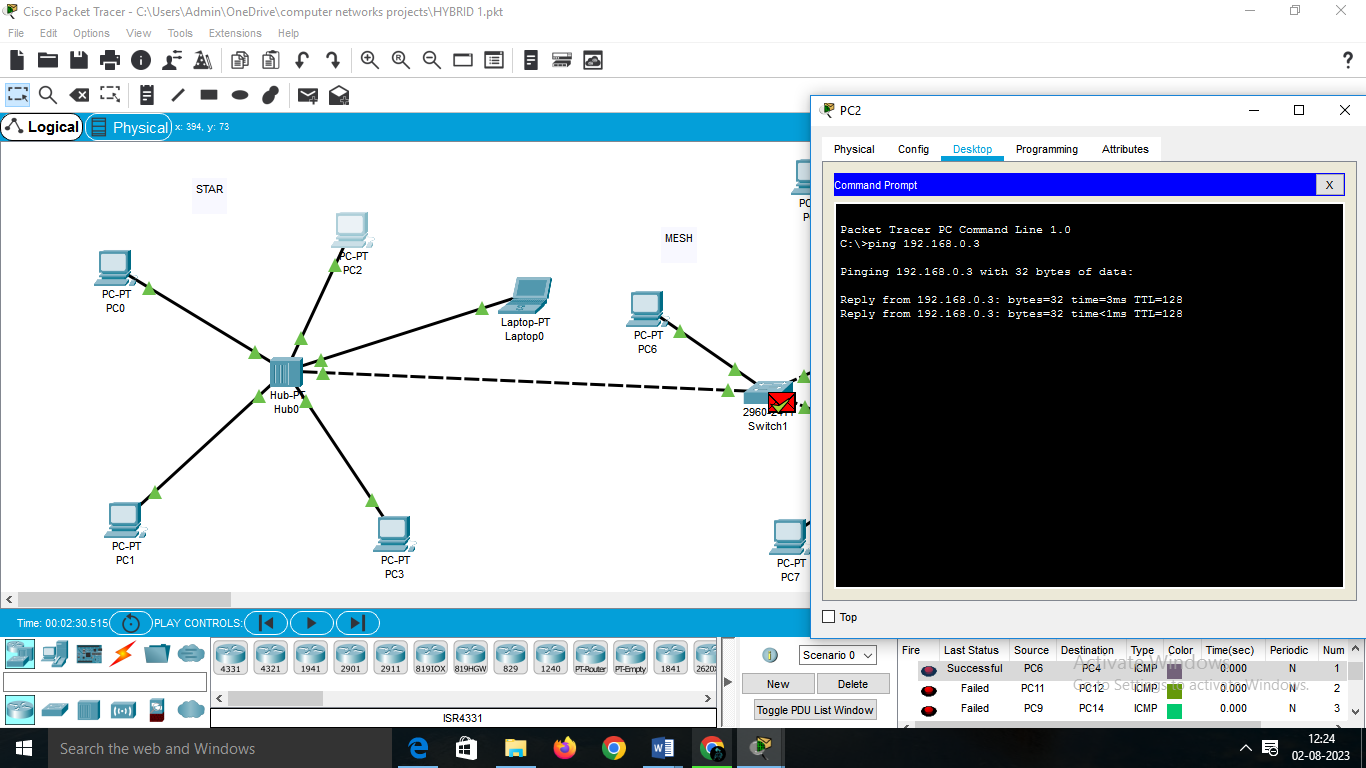 Cisco Packet Tracer - C:\Users\Admin\OneDrive\computer networks projects\HYBRID 1.pkt
File Edit Options View Tools Extensions Help
?
Logical Physical x: 394, y: 73
STAR
PC-PT
PC0
PC-PT
PC2
Laptop-PT
Laptop0
Hub-PT
Hub0
PC-PT
PC1
PC-PT
PC3
MESH
PC-PT
PC6
Switch1
PC-PT
PC7
PC2
Physical Config Desktop Programming Attributes
Command Prompt X
Packet Tracer PC Command Line 1.0
C:\>ping 192.168.0.3
Pinging 192.168.0.3 with 32 bytes of data:
Reply from 192.168.0.3: bytes=32 time=3ms TTL=128
Reply from 192.168.0.3: bytes=32 time<1ms TTL=128
Top
Time: 00:02:30.515 PLAY CONTROLS:
4331 4321 1941 2901 2911 819IOX 819HGW 829 1240 PT-Router PT-Empty 1841 2620X
ISR4331
Scenario 0
New Delete
Toggle PDU List Window
Fire Last Status Source Destination Type Color Time(sec) Periodic Num
Successful PC6 PC4 ICMP 0.000 N 1
Failed PC11 PC12 ICMP 0.000 N 2
Failed PC9 PC14 ICMP 0.000 N 3
Activate Windows
Go to Settings to activate Windows.
Search the web and Windows
12:24
02-08-2023